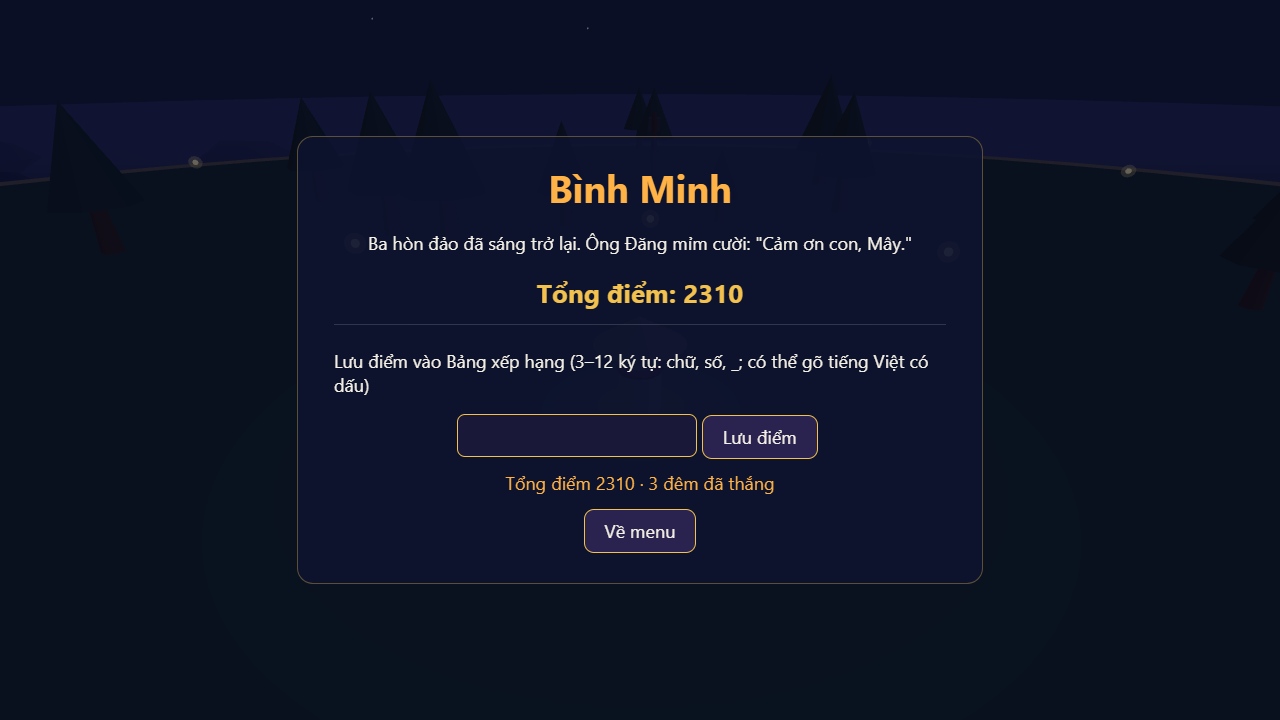 Bình Minh
Ba hòn đảo đã sáng trở lại. Ông Đăng mỉm cười: "Cảm ơn con, Mây."
Tổng điểm: 2310
Lưu điểm vào Bảng xếp hạng (3–12 ký tự: chữ, số, _; có thể gõ tiếng Việt có
dấu)
Lưu điểm
Tổng điểm 2310 · 3 đêm đã thắng
Về menu